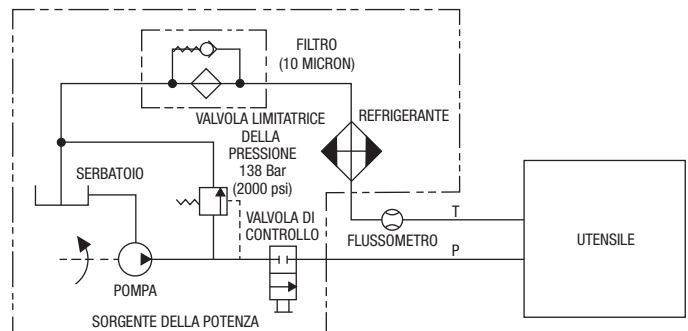 FILTRO
(10 MICRON)
VALVOLA LIMITATRICE
DELLA
PRESSIONE
138 Bar
(2000 psi)
REFRIGERANTE
SERBATOIO
VALVOLA DI
CONTROLLO
T
FLUSSOMETRO
UTENSILE
P
POMPA
SORGENTE DELLA POTENZA